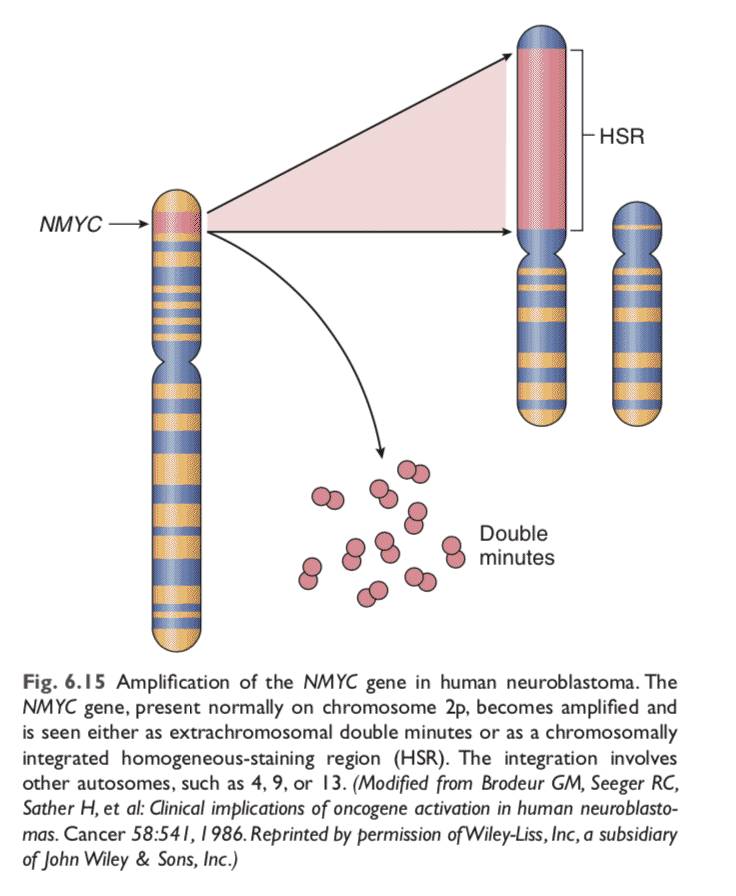 HSR
NMYC
Double
minutes
Fig. 6.15 Amplification of the NMYC gene in human neuroblastoma. The
NMYC gene, present normally on chromosome 2p, becomes amplified and
is seen either as extrachromosomal double minutes or as a chromosomally
integrated homogeneous-staining region (HSR). The integration involves
other autosomes, such as 4, 9, or 13. (Modified from Brodeur GM, Seeger RC,
Sather H, et al: Clinical implications of oncogene activation in human neuroblasto-
mas. Cancer 58:541, 1986. Reprinted by permission of Wiley-Liss, Inc, a subsidiary
of John Wiley & Sons, Inc.)